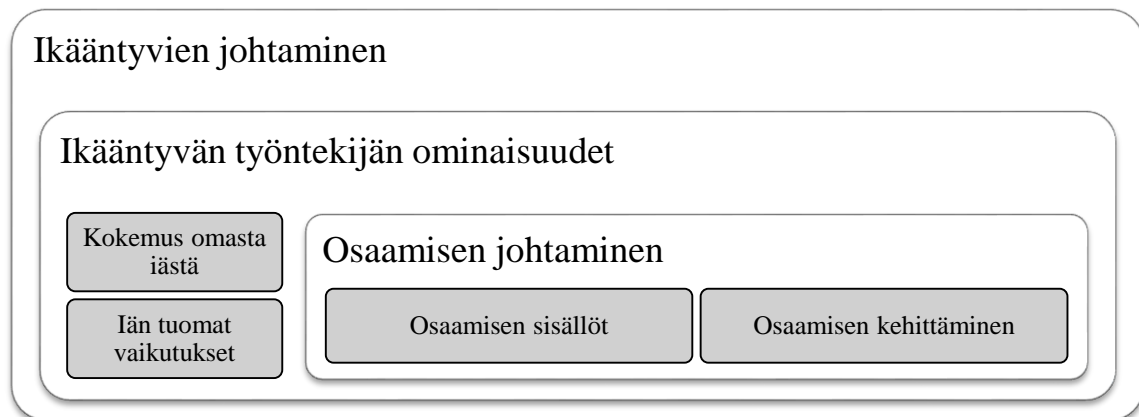 Ikääntyvien johtaminen
Ikääntyvän työntekijän ominaisuudet
Kokemus omasta
iästä
Iän tuomat
vaikutukset
Osaamisen johtaminen
Osaamisen sisällöt
Osaamisen kehittäminen